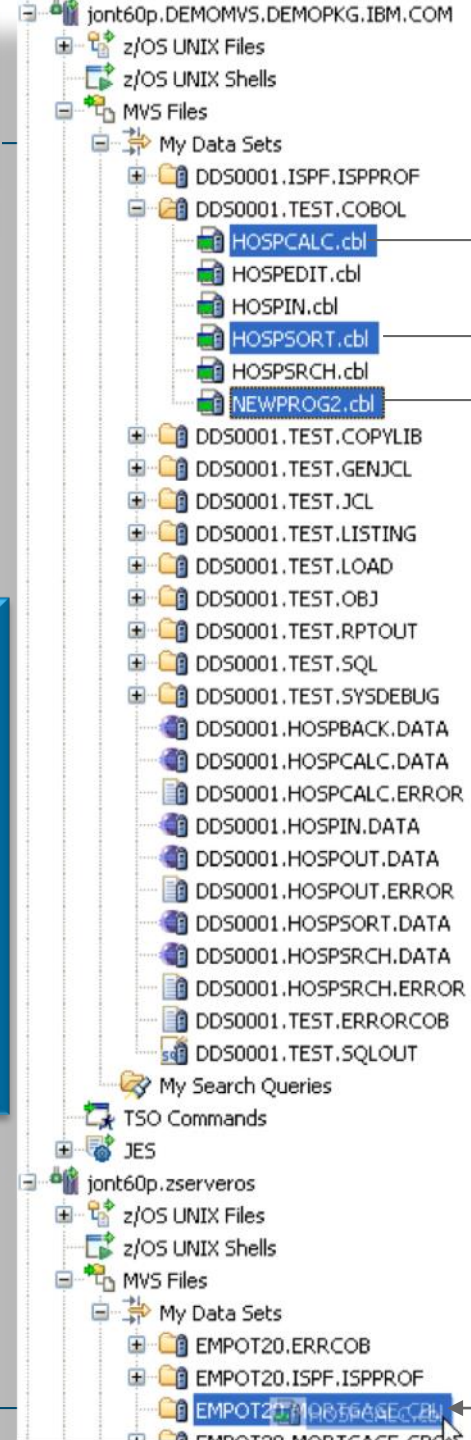 jont60p.DEMOMVS.DEMOPKG.IBM.COM
z/OS UNIX Files
z/OS UNIX Shells
MVS Files
My Data Sets
DDS0001.ISPF.ISPPROF
DDS0001.TEST.COBOL
HOSPCALC.cbl
HOSPEDIT.cbl
HOSPIN.cbl
HOSPSORT.cbl
HOSPSRCH.cbl
NEWPROG2.cbl
DDS0001.TEST.COPYLIB
DDS0001.TEST.GENJCL
DDS0001.TEST.JCL
DDS0001.TEST.LISTING
DDS0001.TEST.LOAD
DDS0001.TEST.OBJ
DDS0001.TEST.RPTOUT
DDS0001.TEST.SQL
DDS0001.TEST.SYSDEBUG
DDS0001.HOSPBACK.DATA
DDS0001.HOSPCALC.DATA
DDS0001.HOSPCALC.ERROR
DDS0001.HOSPIN.DATA
DDS0001.HOSPOUT.DATA
DDS0001.HOSPOUT.ERROR
DDS0001.HOSPSORT.DATA
DDS0001.HOSPSRCH.DATA
DDS0001.HOSPSRCH.ERROR
DDS0001.TEST.ERRORCOB
DDS0001.TEST.SQLOUT
My Search Queries
TSO Commands
JES
jont60p.zserveros
z/OS UNIX Files
z/OS UNIX Shells
MVS Files
My Data Sets
EMPOT20.ERRCOB
EMPOT20.ISPF.ISPPROF